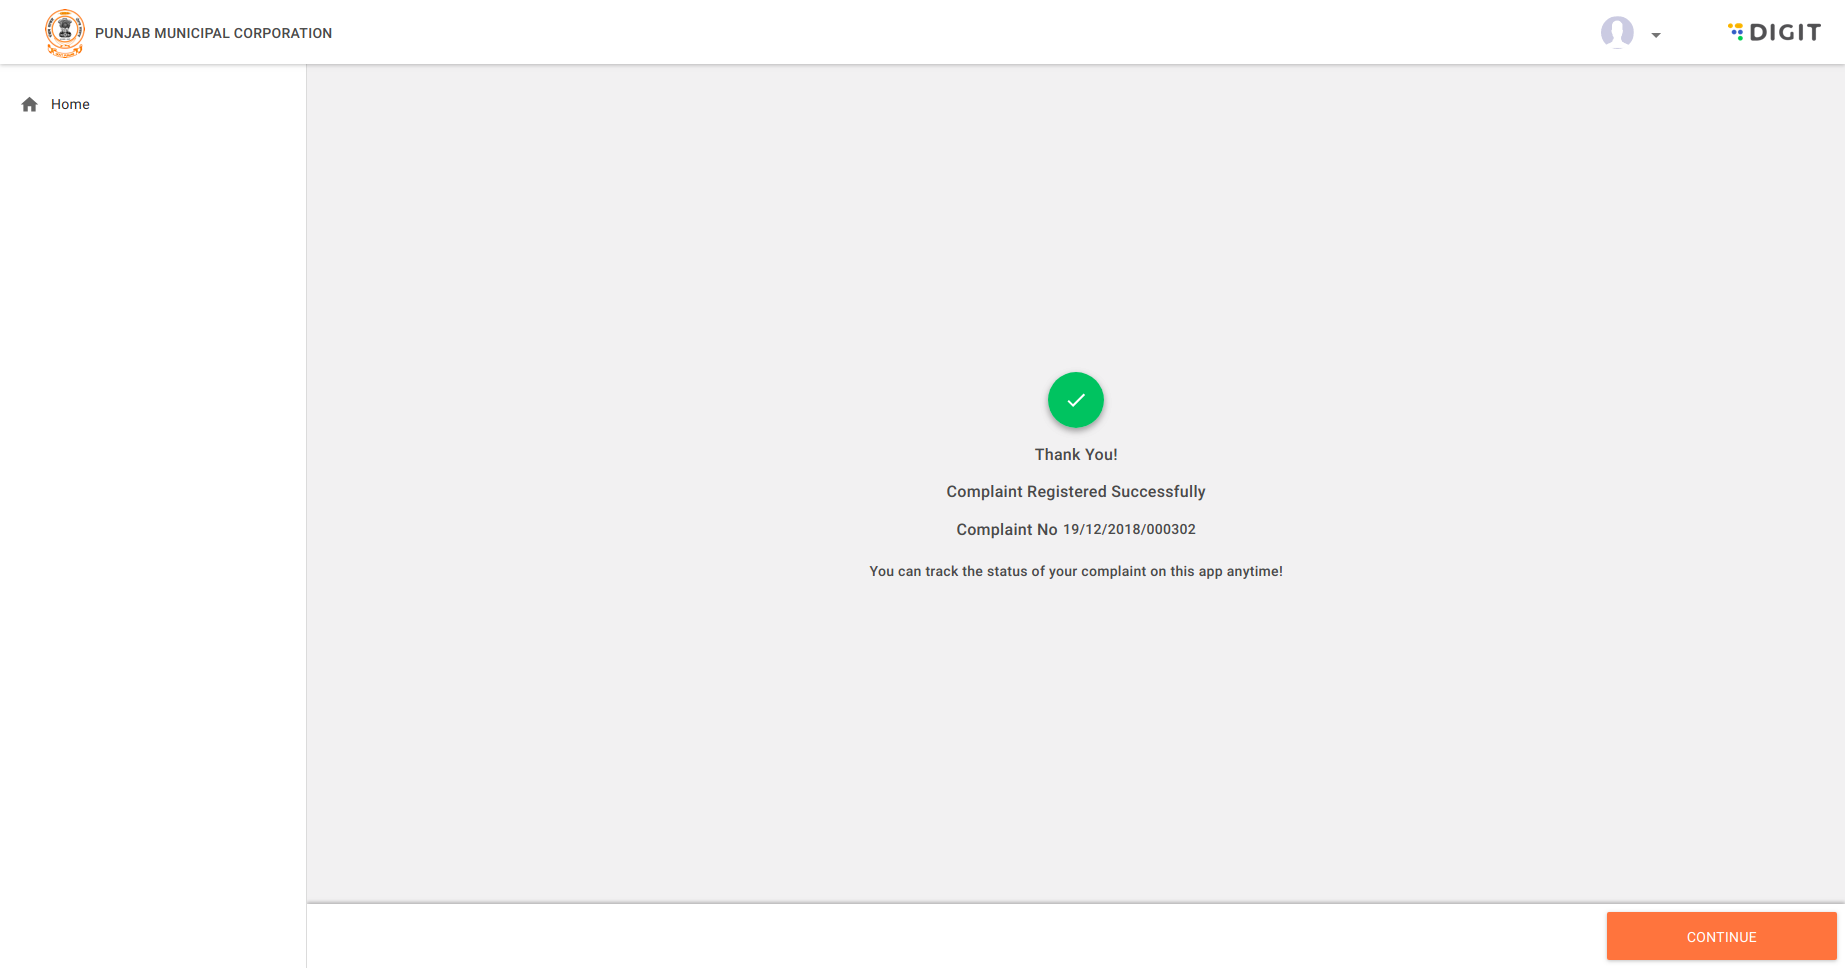 PUNJAB MUNICIPAL CORPORATION
DIGIT
Home
Thank You!
Complaint Registered Successfully
Complaint No 19/12/2018/000302
You can track the status of your complaint on this app anytime!
CONTINUE